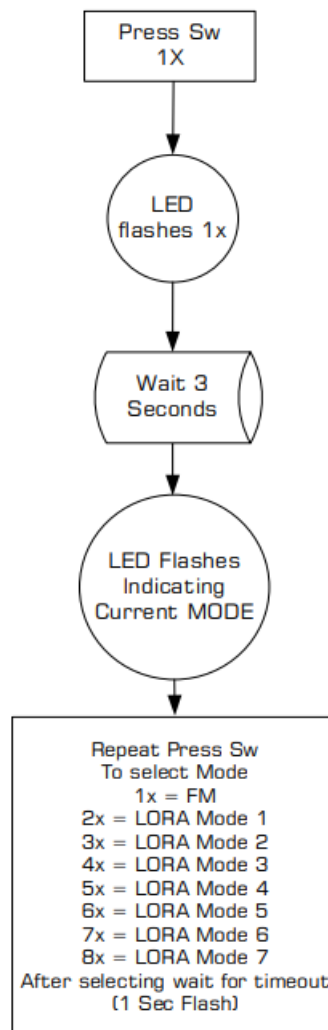 Press Sw
1X
LED
flashes 1x
Wait 3
Seconds
LED Flashes
Indicating
Current MODE
Repeat Press Sw
To select Mode
1x = FM
2x = LORA Mode 1
3x = LORA Mode 2
4x = LORA Mode 3
5x = LORA Mode 4
6x = LORA Mode 5
7x = LORA Mode 6
8x = LORA Mode 7
After selecting wait for timeout
(1 Sec Flash)